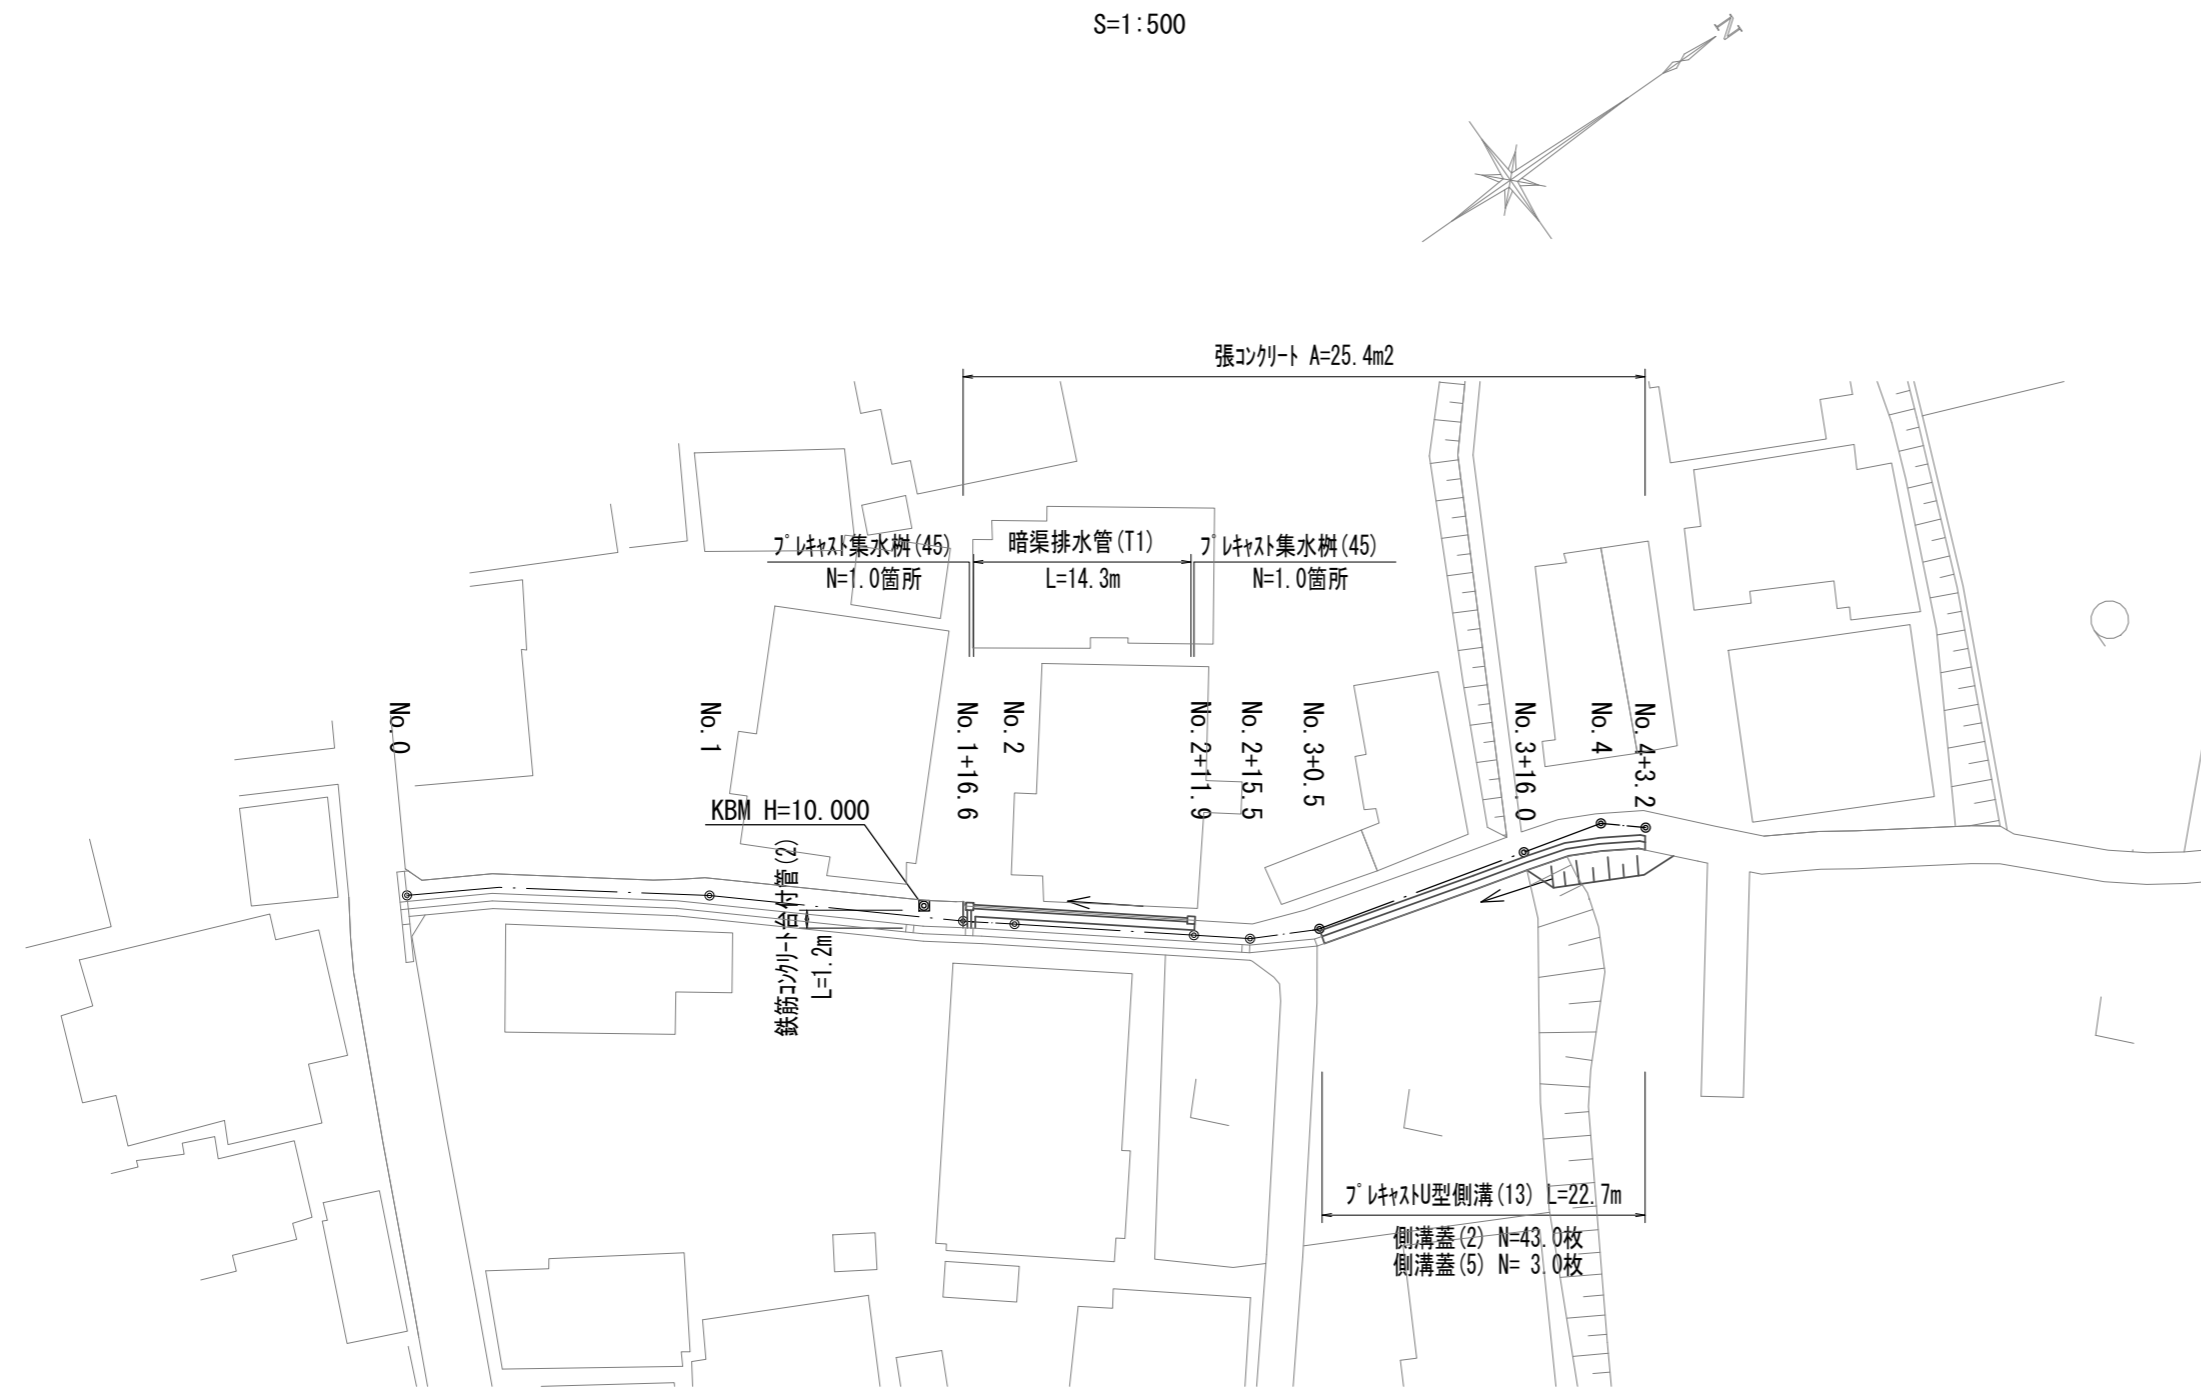 S=1:500
N
張コンクリート A=25.4m2
プレキャスト集水桝(45)
N=1.0箇所
暗渠排水管(T1)
L=14.3m
プレキャスト集水桝(45)
N=1.0箇所
No.0
No.1
No.1+16.6
No.2
No.2+11.9
No.2+15.5
No.3+0.5
No.3+16.0
No.4
No.4+3.2
KBM H=10.000
鉄筋コンクリート台付管(2)
L=1.2m
プレキャストU型側溝(13) L=22.7m
側溝蓋(2) N=43.0枚
側溝蓋(5) N= 3.0枚